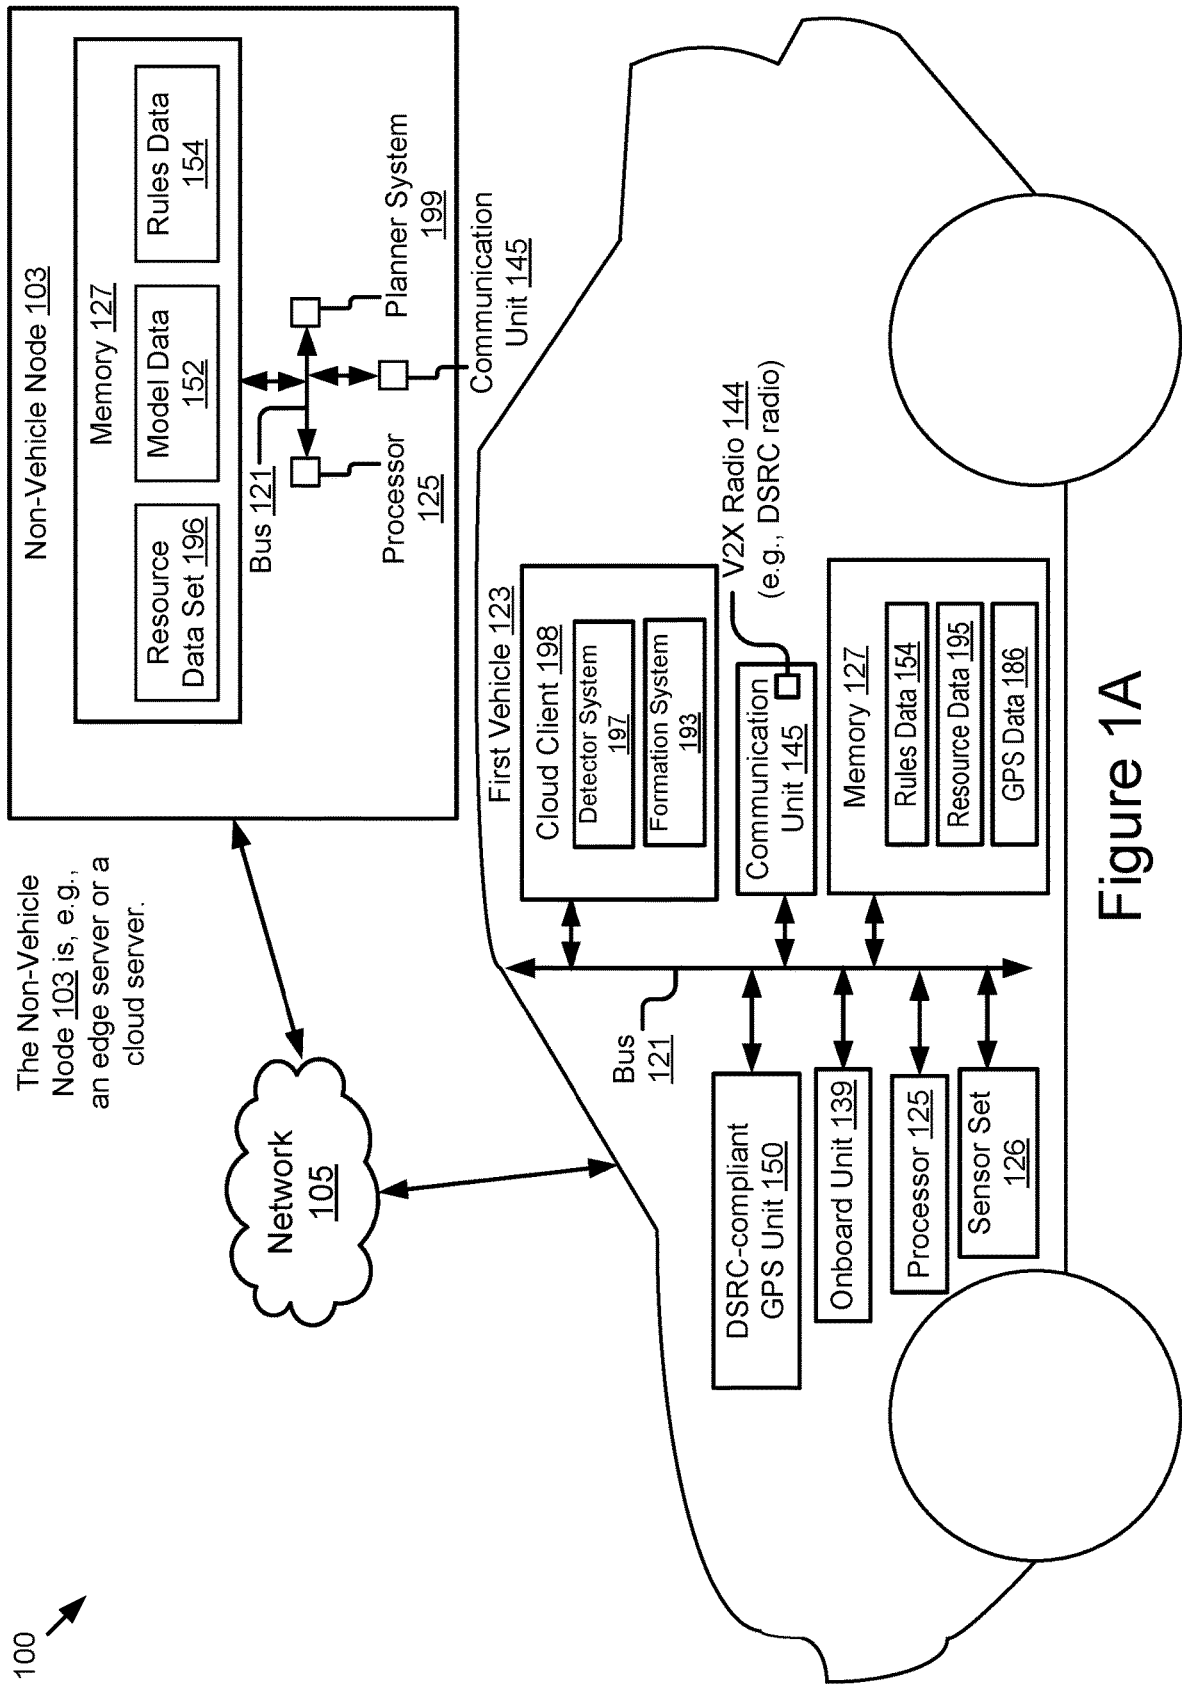 100
The Non-Vehicle
Node 103 is, e.g.,
an edge server or a
cloud server.
Network
105
Non-Vehicle Node 103
Memory 127
Resource
Data Set 196
Model Data
152
Rules Data
154
Bus 121
Processor
125
Planner System
199
Communication
Unit 145
First Vehicle 123
Cloud Client 198
Detector System
197
Formation System
193
Bus
121
Communication
Unit 145
V2X Radio 144
(e.g., DSRC radio)
DSRC-compliant
GPS Unit 150
Onboard Unit 139
Processor 125
Sensor Set
126
Memory 127
Rules Data 154
Resource Data 195
GPS Data 186
Figure 1A